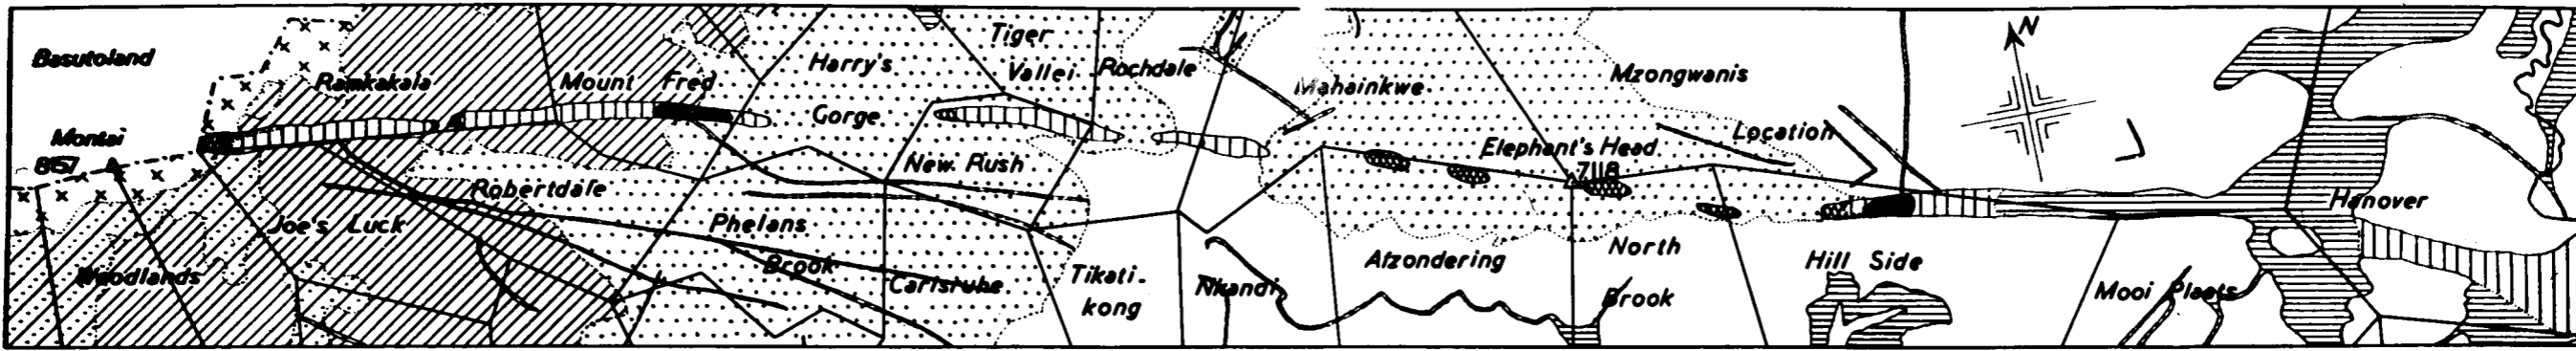 Basutoland
Ramkakala
Mount Fred
Harry's
Gorge
Tiger
Vallei
Rochdale
Mahainkwe
Mzongwanis
N
Montai
8157
Location
Elephant's Head
7118
New Rush
Robertdale
Joe's Luck
Phelans
Brook
Woodlands
Carlsruhe
Tikati-
kong
Nkandi
Afzondering
North
Brook
Hill Side
Mooi Plaats
Hanover